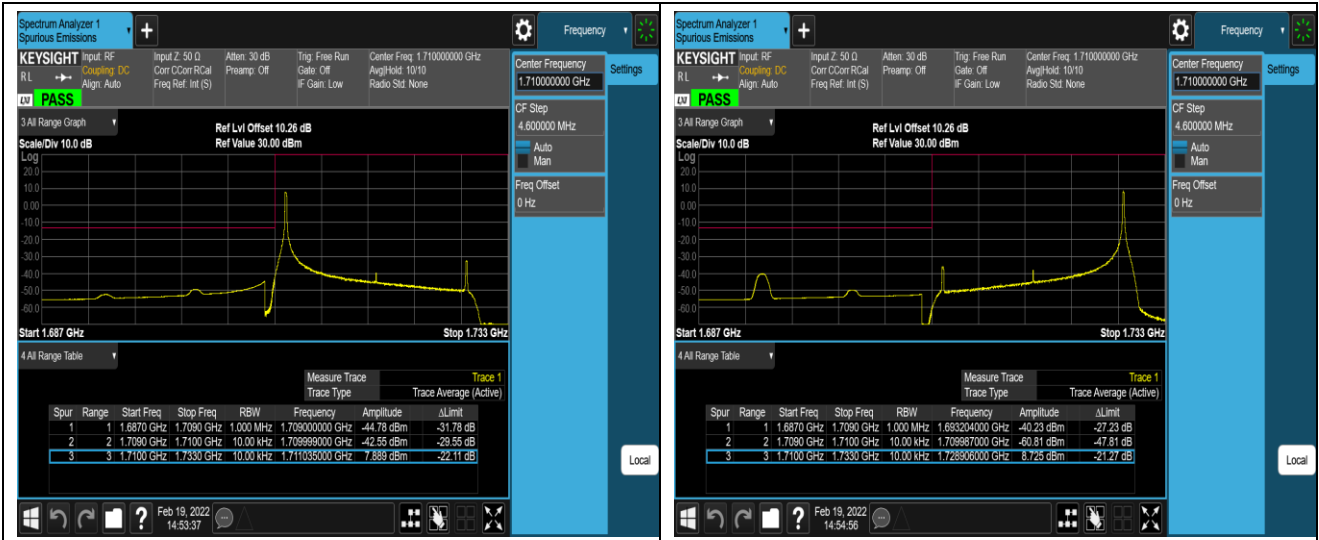 Spectrum Analyzer 1
Spurious Emissions
Frequency
KEYSIGHT Input: RF Input Z: 50 Ω Atten: 30 dB Trig: Free Run Center Freq: 1.710000000 GHz
R L Coupling: DC Corr CCorr RCal Preamp: Off Gate: Off Avg|Hold: 10/10
Align: Auto Freq Ref: Int (S) IF Gain: Low Radio Std: None
LXI PASS
Center Frequency
1.710000000 GHz
Settings
CF Step
4.600000 MHz
Auto
Man
Freq Offset
0 Hz
3 All Range Graph
Ref Lvl Offset 10.26 dB
Scale/Div 10.0 dB Ref Value 30.00 dBm
Log
20.0
10.0
0.00
-10.0
-20.0
-30.0
-40.0
-50.0
-60.0
Start 1.687 GHz Stop 1.733 GHz
4 All Range Table
Measure Trace Trace 1
Trace Type Trace Average (Active)
Spur Range Start Freq Stop Freq RBW Frequency Amplitude ΔLimit
1 1 1.6870 GHz 1.7090 GHz 1.000 MHz 1.709000000 GHz -44.78 dBm -31.78 dB
2 2 1.7090 GHz 1.7100 GHz 10.00 kHz 1.709999000 GHz -42.55 dBm -29.55 dB
3 3 1.7100 GHz 1.7330 GHz 10.00 kHz 1.711035000 GHz 7.889 dBm -22.11 dB
Local
Feb 19, 2022
14:53:37
Spectrum Analyzer 1
Spurious Emissions
Frequency
KEYSIGHT Input: RF Input Z: 50 Ω Atten: 30 dB Trig: Free Run Center Freq: 1.710000000 GHz
R L Coupling: DC Corr CCorr RCal Preamp: Off Gate: Off Avg|Hold: 10/10
Align: Auto Freq Ref: Int (S) IF Gain: Low Radio Std: None
LXI PASS
Center Frequency
1.710000000 GHz
Settings
CF Step
4.600000 MHz
Auto
Man
Freq Offset
0 Hz
3 All Range Graph
Ref Lvl Offset 10.26 dB
Scale/Div 10.0 dB Ref Value 30.00 dBm
Log
20.0
10.0
0.00
-10.0
-20.0
-30.0
-40.0
-50.0
-60.0
Start 1.687 GHz Stop 1.733 GHz
4 All Range Table
Measure Trace Trace 1
Trace Type Trace Average (Active)
Spur Range Start Freq Stop Freq RBW Frequency Amplitude ΔLimit
1 1 1.6870 GHz 1.7090 GHz 1.000 MHz 1.693204000 GHz -40.23 dBm -27.23 dB
2 2 1.7090 GHz 1.7100 GHz 10.00 kHz 1.709987000 GHz -60.81 dBm -47.81 dB
3 3 1.7100 GHz 1.7330 GHz 10.00 kHz 1.728906000 GHz 8.725 dBm -21.27 dB
Local
Feb 19, 2022
14:54:56